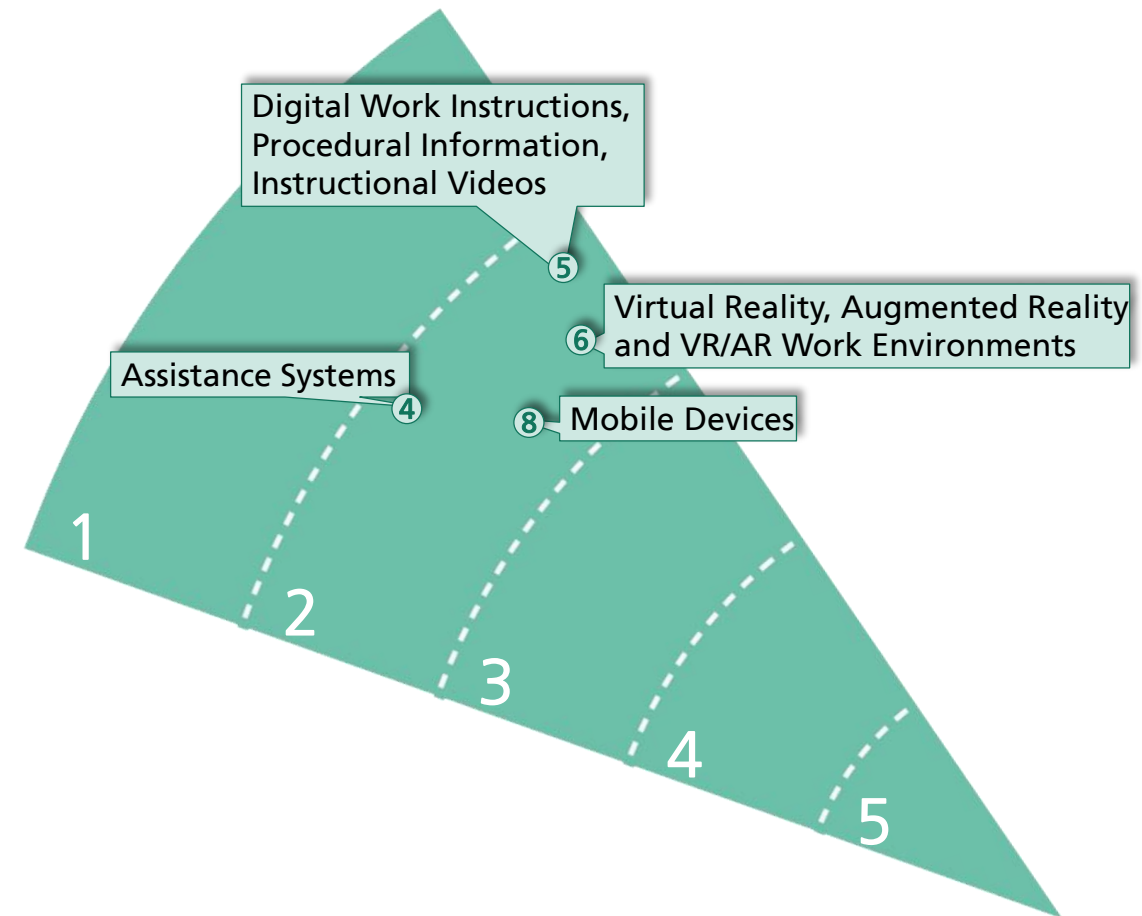 Digital Work Instructions,
Procedural Information,
Instructional Videos
5
Virtual Reality, Augmented Reality
and VR/AR Work Environments
6
Assistance Systems
4
8
Mobile Devices
1
2
3
4
5